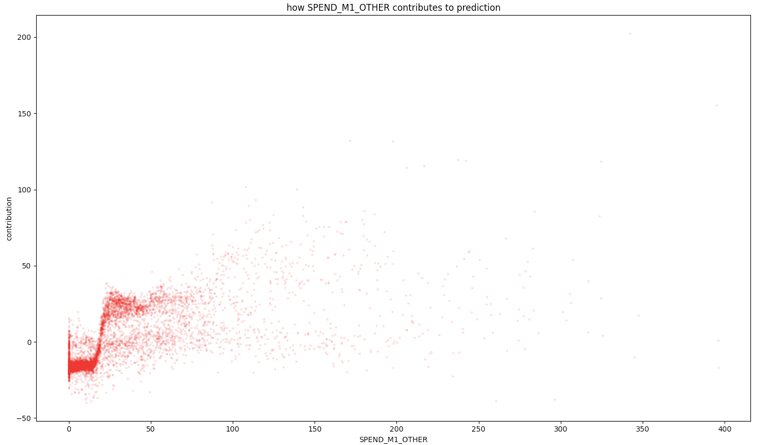 how SPEND_M1_OTHER contributes to prediction
200
150
100
50
0
−50
contribution
0 50 100 150 200 250 300 350 400
SPEND_M1_OTHER